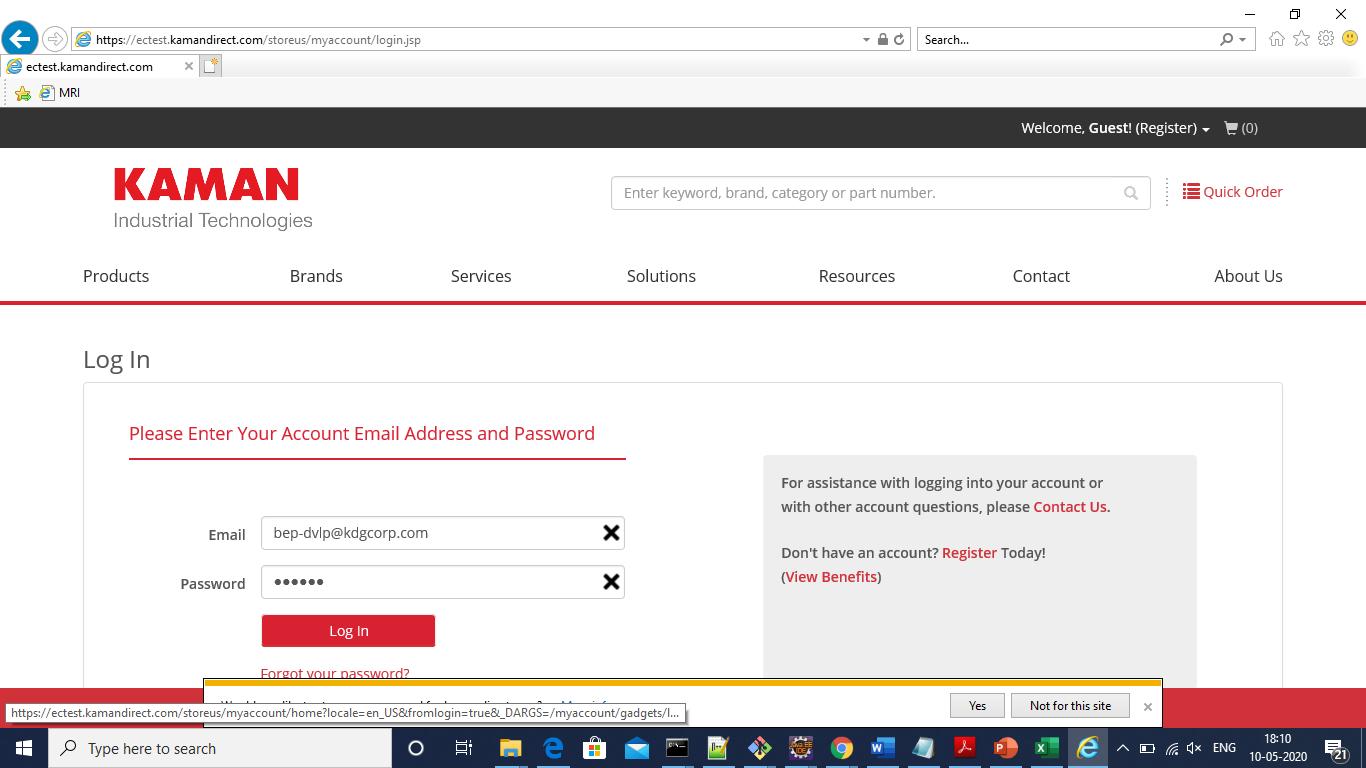 https://ectest.kamandirect.com/storeus/myaccount/login.jsp
Search...
ectest.kamandirect.com
MRI
Welcome, Guest! (Register)
(0)
KAMAN
Industrial Technologies
Enter keyword, brand, category or part number.
Quick Order
Products Brands Services Solutions Resources Contact About Us
Log In
Please Enter Your Account Email Address and Password
For assistance with logging into your account or
with other account questions, please Contact Us.
Email bep-dvlp@kdgcorp.com
Don't have an account? Register Today!
(View Benefits)
Password ••••••
Log In
Forgot your password?
Yes
Not for this site
https://ectest.kamandirect.com/storeus/myaccount/home?locale=en_US&fromlogin=true&_DARGS=/myaccount/gadgets/l...
Type here to search
ENG
18:10
10-05-2020
21